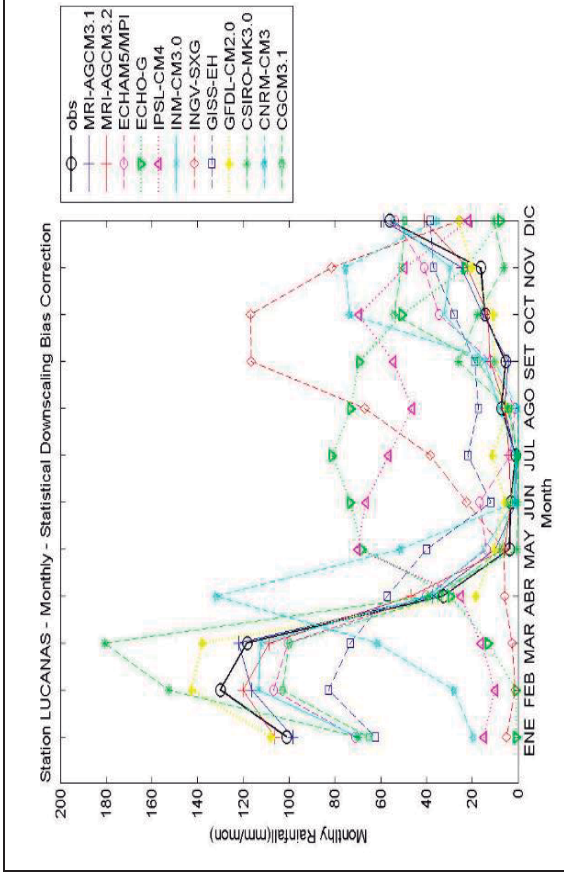 Station LUCANAS - Monthly - Statistical Downscaling Bias Correction
Monthly Rainfall(mm/mon)
200
180
160
140
120
100
80
60
40
20
0
ENE FEB MAR ABR MAY JUN JUL AGO SET OCT NOV DIC
Month
obs
MRI-AGCM3.1
MRI-AGCM3.2
ECHAM5/MPI
ECHO-G
IPSL-CM4
INM-CM3.0
INGV-SXG
GISS-EH
GFDL-CM2.0
CSIRO-MK3.0
CNRM-CM3
CGCM3.1